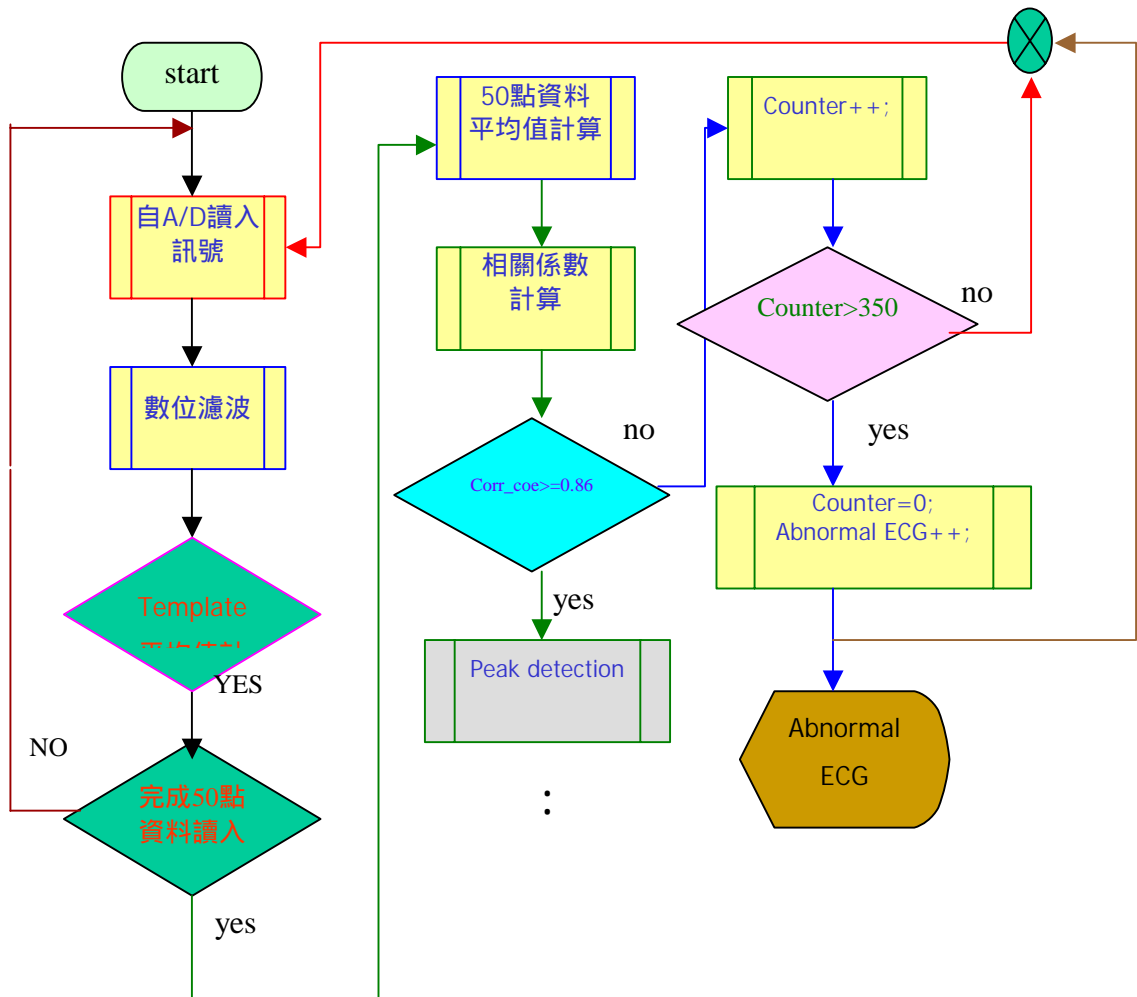 start
自A/D讀入
訊號
數位濾波
Template
YES
NO
完成50點
資料讀入
yes
50點資料
平均值計算
相關係數
計算
Corr_coe>=0.86
no
yes
Peak detection
:
Counter++;
Counter>350
no
yes
Counter=0;
Abnormal ECG++;
Abnormal
ECG